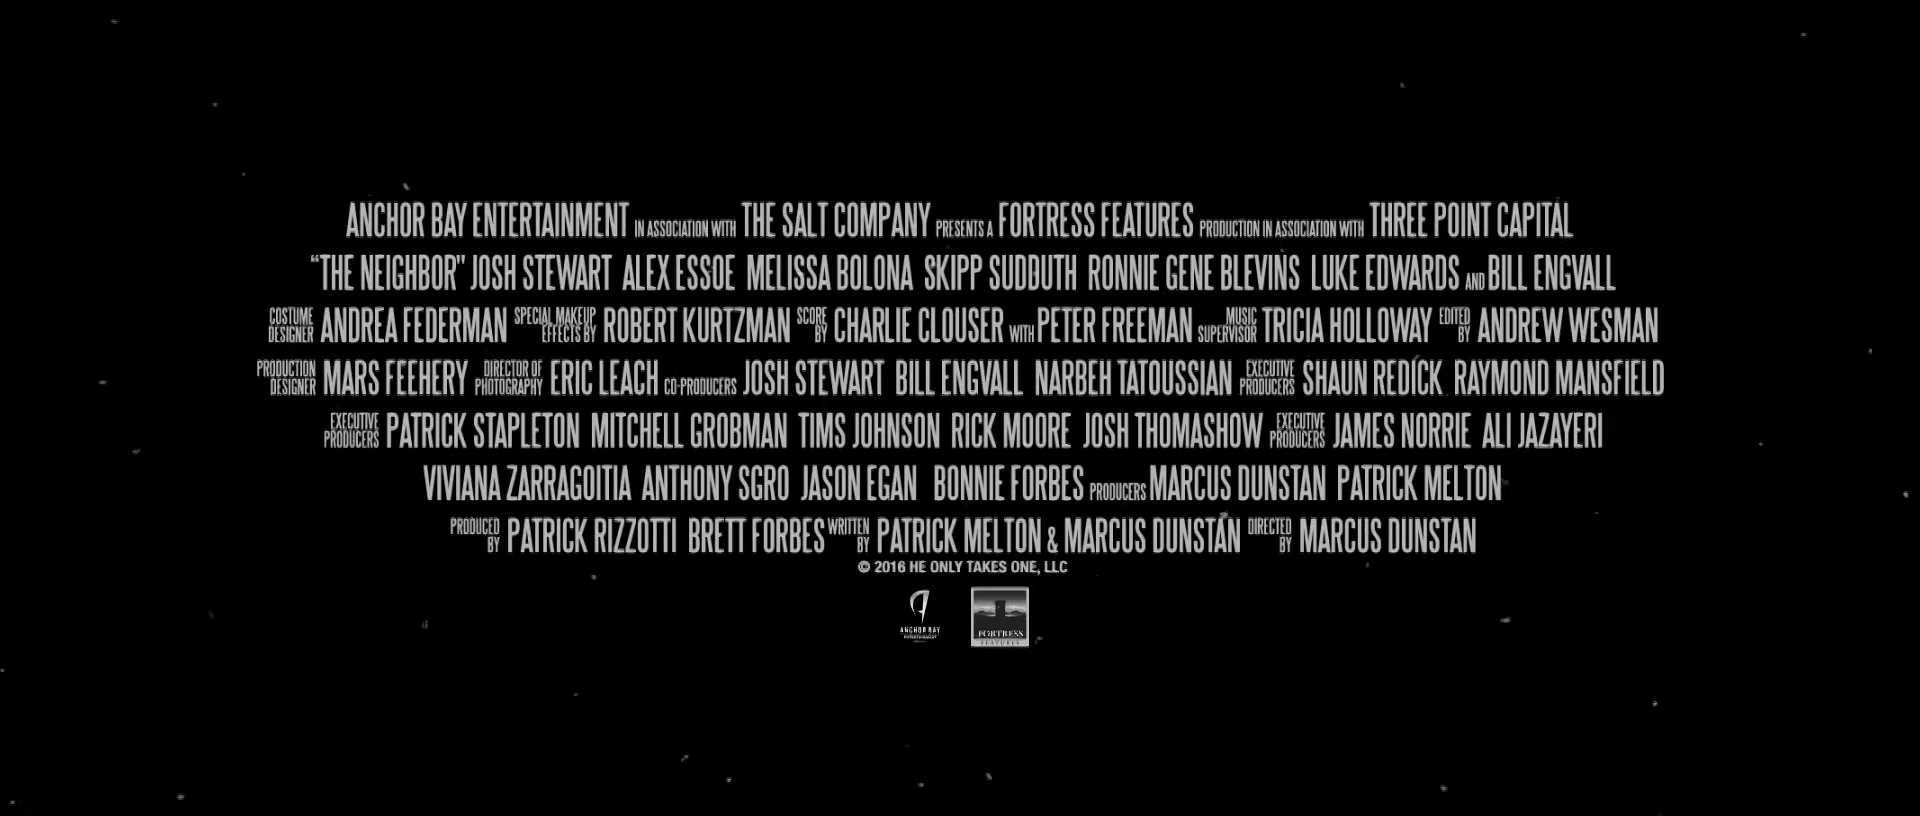 ANCHOR BAY ENTERTAINMENT IN ASSOCIATION WITH THE SALT COMPANY PRESENTS A FORTRESS FEATURES PRODUCTION IN ASSOCIATION WITH THREE POINT CAPITAL
“THE NEIGHBOR" JOSH STEWART ALEX ESSOE MELISSA BOLONA SKIPP SUDDUTH RONNIE GENE BLEVINS LUKE EDWARDS AND BILL ENGVALL
COSTUME DESIGNER ANDREA FEDERMAN SPECIAL MAKEUP EFFECTS BY ROBERT KURTZMAN SCORE BY CHARLIE CLOUSER WITH PETER FREEMAN MUSIC SUPERVISOR TRICIA HOLLOWAY EDITED BY ANDREW WESMAN
PRODUCTION DESIGNER MARS FEEHERY DIRECTOR OF PHOTOGRAPHY ERIC LEACH CO-PRODUCERS JOSH STEWART BILL ENGVALL NARBEH TATOUSSIAN EXECUTIVE PRODUCERS SHAUN REDICK RAYMOND MANSFIELD
EXECUTIVE PRODUCERS PATRICK STAPLETON MITCHELL GROBMAN TIMS JOHNSON RICK MOORE JOSH THOMASHOW EXECUTIVE PRODUCERS JAMES NORRIE ALI JAZAYERI
VIVIANA ZARRAGOITIA ANTHONY SGRO JASON EGAN BONNIE FORBES PRODUCERS MARCUS DUNSTAN PATRICK MELTON
PRODUCED BY PATRICK RIZZOTTI BRETT FORBES WRITTEN BY PATRICK MELTON & MARCUS DUNSTAN DIRECTED BY MARCUS DUNSTAN
© 2016 HE ONLY TAKES ONE, LLC
ANCHOR BAY
ENTERTAINMENT
FORTRESS
FEATURES